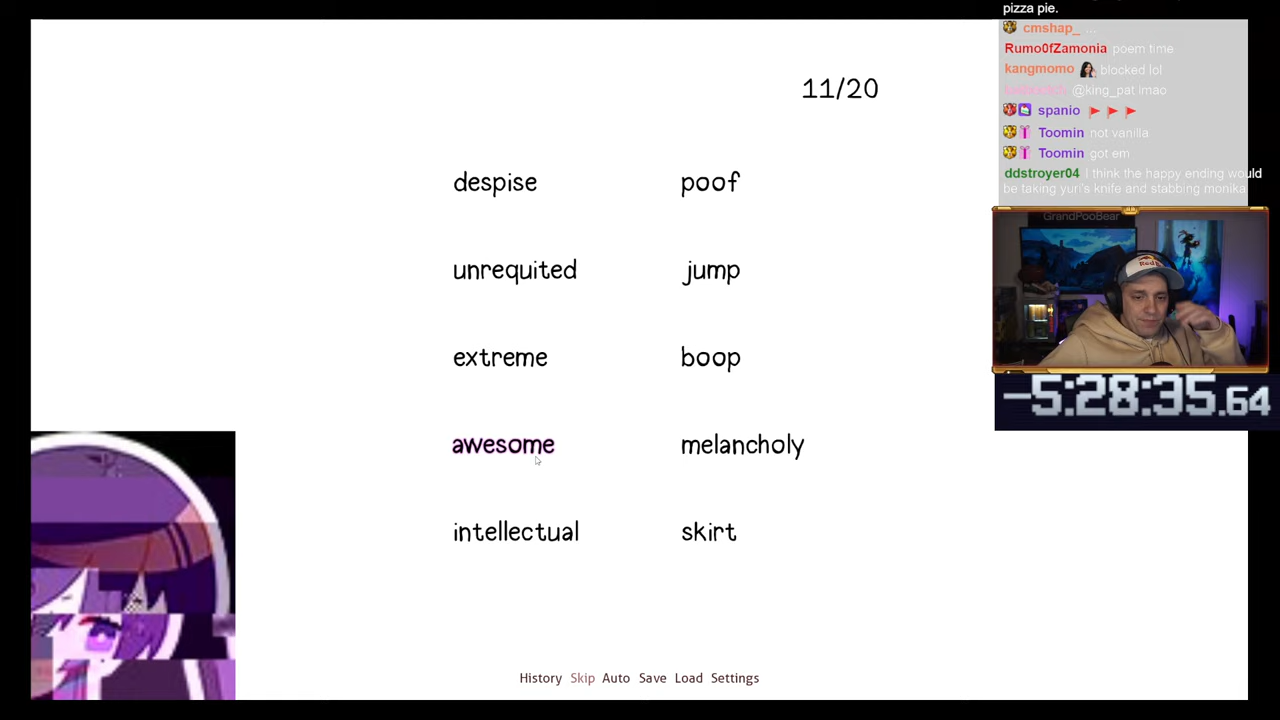 11/20
despise
poof
unrequited
jump
extreme
boop
awesome
melancholy
intellectual
skirt
History Skip Auto Save Load Settings
pizza pie.
cmshap_ ...
Rumo0fZamonia poem time
kangmomo blocked lol
@king_pat lmao
spanio
Toomin not vanilla
Toomin got em
ddstroyer04 I think the happy ending would
be taking yuri's knife and stabbing monika
GrandPooBear
-5:28:35.64